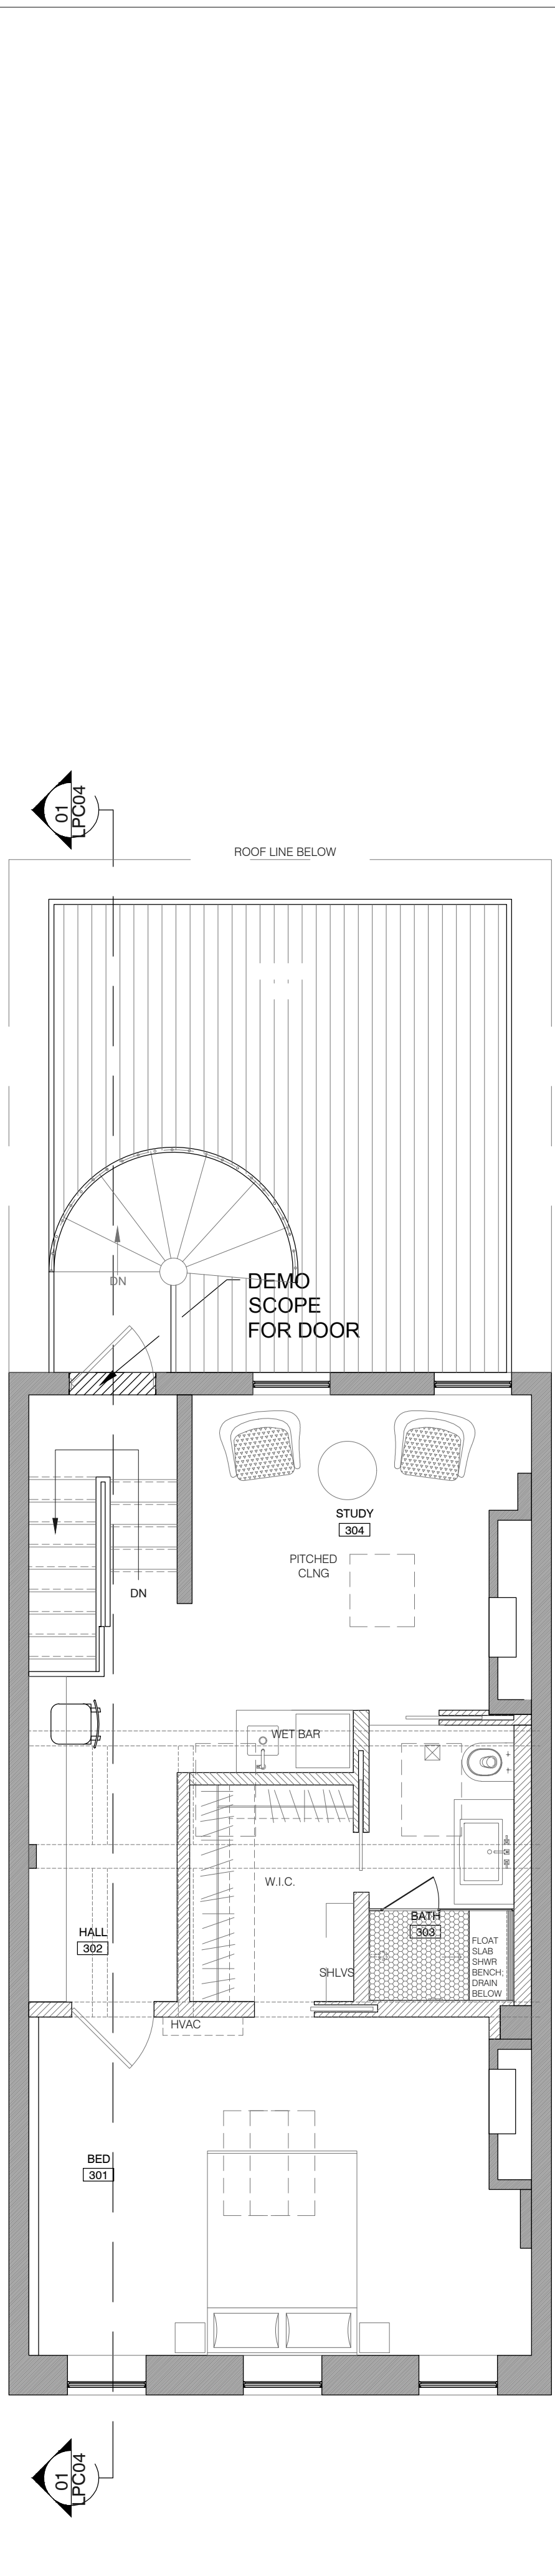 01
LPC04
ROOF LINE BELOW
DN
DEMO
SCOPE
FOR DOOR
STUDY
304
PITCHED
CLNG
DN
WET BAR
W.I.C.
BATH
303
HALL
302
FLOAT
SLAB
SHWR
BENCH;
DRAIN
BELOW
SHLVS
HVAC
BED
301
01
LPC04